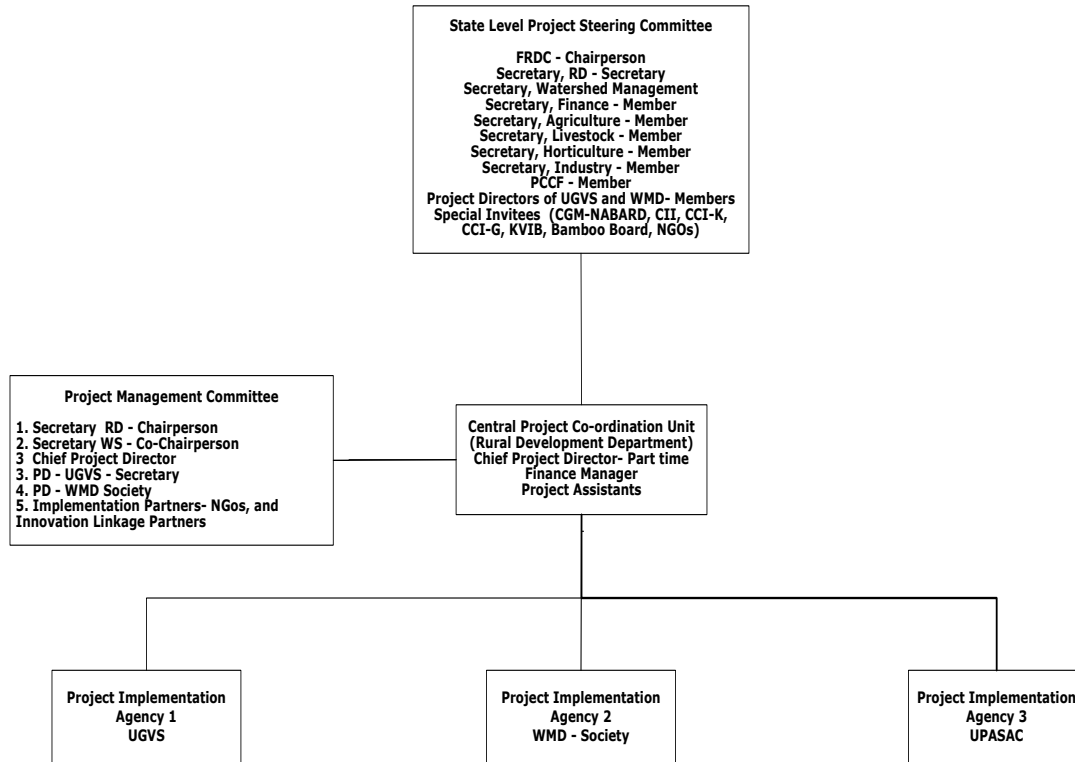 State Level Project Steering Committee
FRDC - Chairperson
Secretary, RD - Secretary
Secretary, Watershed Management
Secretary, Finance - Member
Secretary, Agriculture - Member
Secretary, Livestock - Member
Secretary, Horticulture - Member
Secretary, Industry - Member
PCCF - Member
Project Directors of UGVS and WMD- Members
Special Invitees (CGM-NABARD, CII, CCI-K,
CCI-G, KVIB, Bamboo Board, NGOs)
Project Management Committee
1. Secretary RD - Chairperson
2. Secretary WS - Co-Chairperson
3 Chief Project Director
3. PD - UGVS - Secretary
4. PD - WMD Society
5. Implementation Partners- NGos, and
Innovation Linkage Partners
Central Project Co-ordination Unit
(Rural Development Department)
Chief Project Director- Part time
Finance Manager
Project Assistants
Project Implementation
Agency 1
UGVS
Project Implementation
Agency 2
WMD - Society
Project Implementation
Agency 3
UPASAC